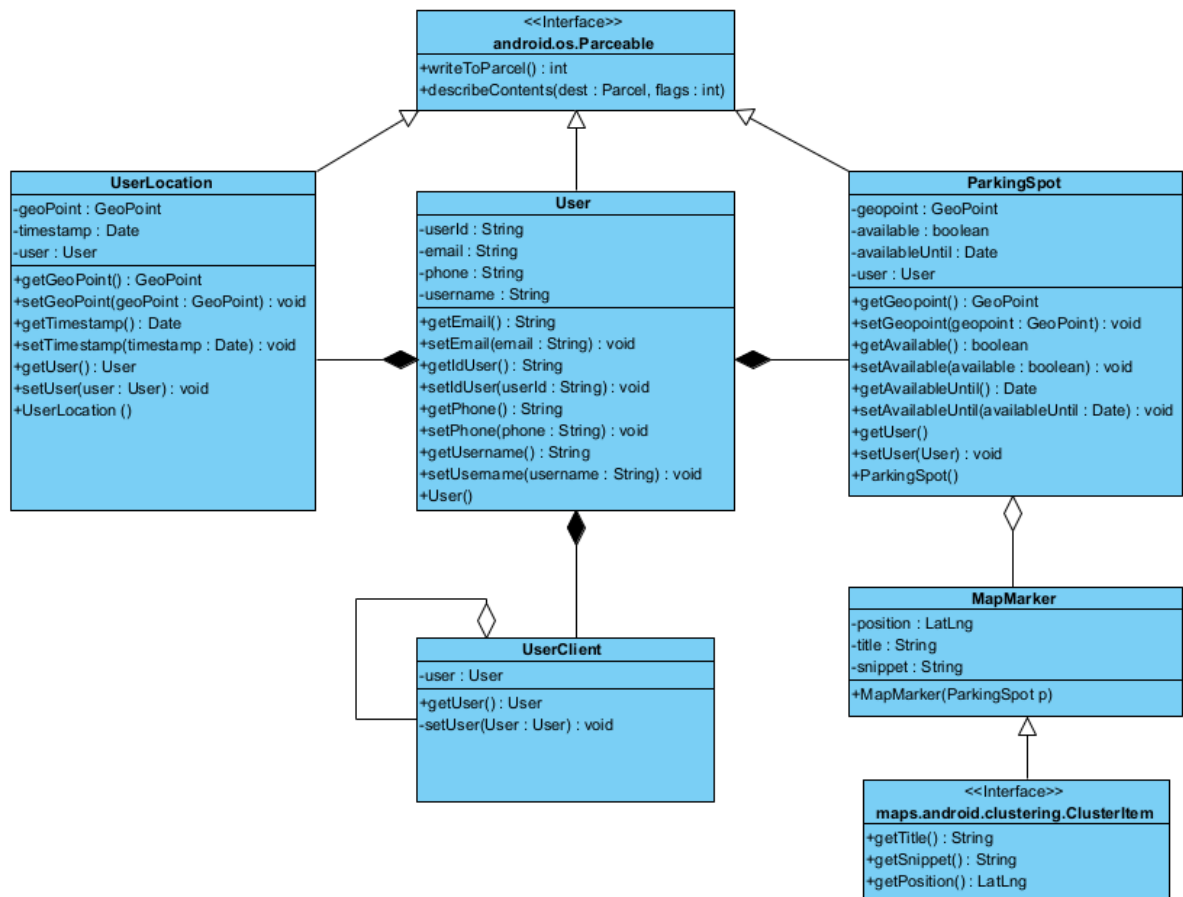 <<Interface>>
android.os.Parceable
+writeToParcel() : int
+describeContents(dest : Parcel, flags : int)
UserLocation
-geoPoint : GeoPoint
-timestamp : Date
-user : User
+getGeoPoint() : GeoPoint
+setGeoPoint(geoPoint : GeoPoint) : void
+getTimestamp() : Date
+setTimestamp(timestamp : Date) : void
+getUser() : User
+setUser(user : User) : void
+UserLocation ()
User
-userId : String
-email : String
-phone : String
-username : String
+getEmail() : String
+setEmail(email : String) : void
+getIdUser() : String
+setIdUser(userId : String) : void
+getPhone() : String
+setPhone(phone : String) : void
+getUsername() : String
+setUsername(username : String) : void
+User()
ParkingSpot
-geopoint : GeoPoint
-available : boolean
-availableUntil : Date
-user : User
+getGeopoint() : GeoPoint
+setGeopoint(geopoint : GeoPoint) : void
+getAvailable() : boolean
+setAvailable(available : boolean) : void
+getAvailableUntil() : Date
+setAvailableUntil(availableUntil : Date) : void
+getUser()
+setUser(User) : void
+ParkingSpot()
UserClient
-user : User
+getUser() : User
-setUser(User : User) : void
MapMarker
-position : LatLng
-title : String
-snippet : String
+MapMarker(ParkingSpot p)
<<Interface>>
maps.android.clustering.ClusterItem
+getTitle() : String
+getSnippet() : String
+getPosition() : LatLng